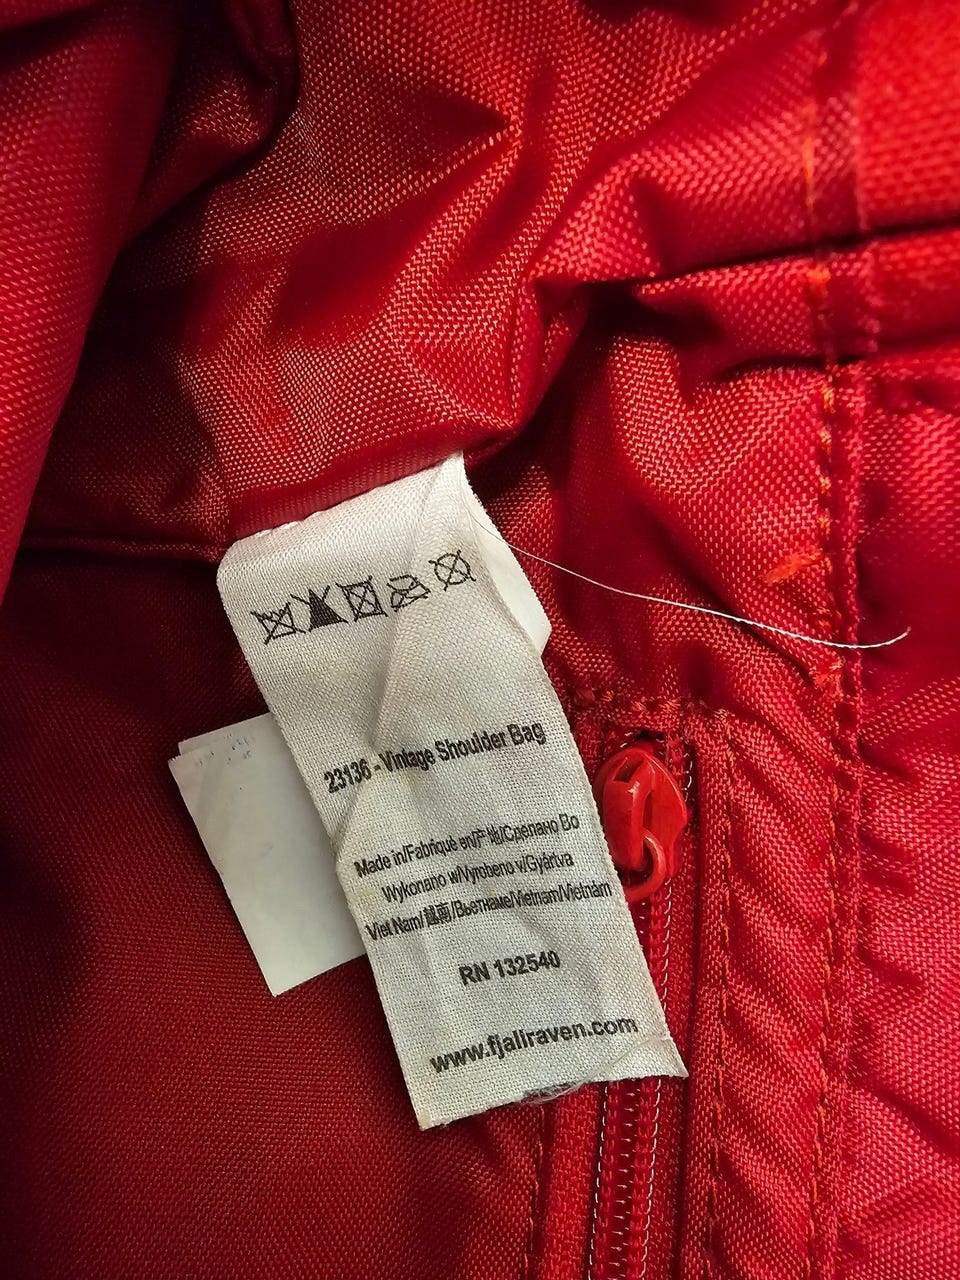 23136 - Vintage Shoulder Bag
Made in/Fabriqué en/产地/Сделано Во
Wykonano w/Vyrobeno v/Gyártva
Viet Nam/越南/Вьетнаме/Vietnam/Vietnám
RN 132540
www.fjallraven.com